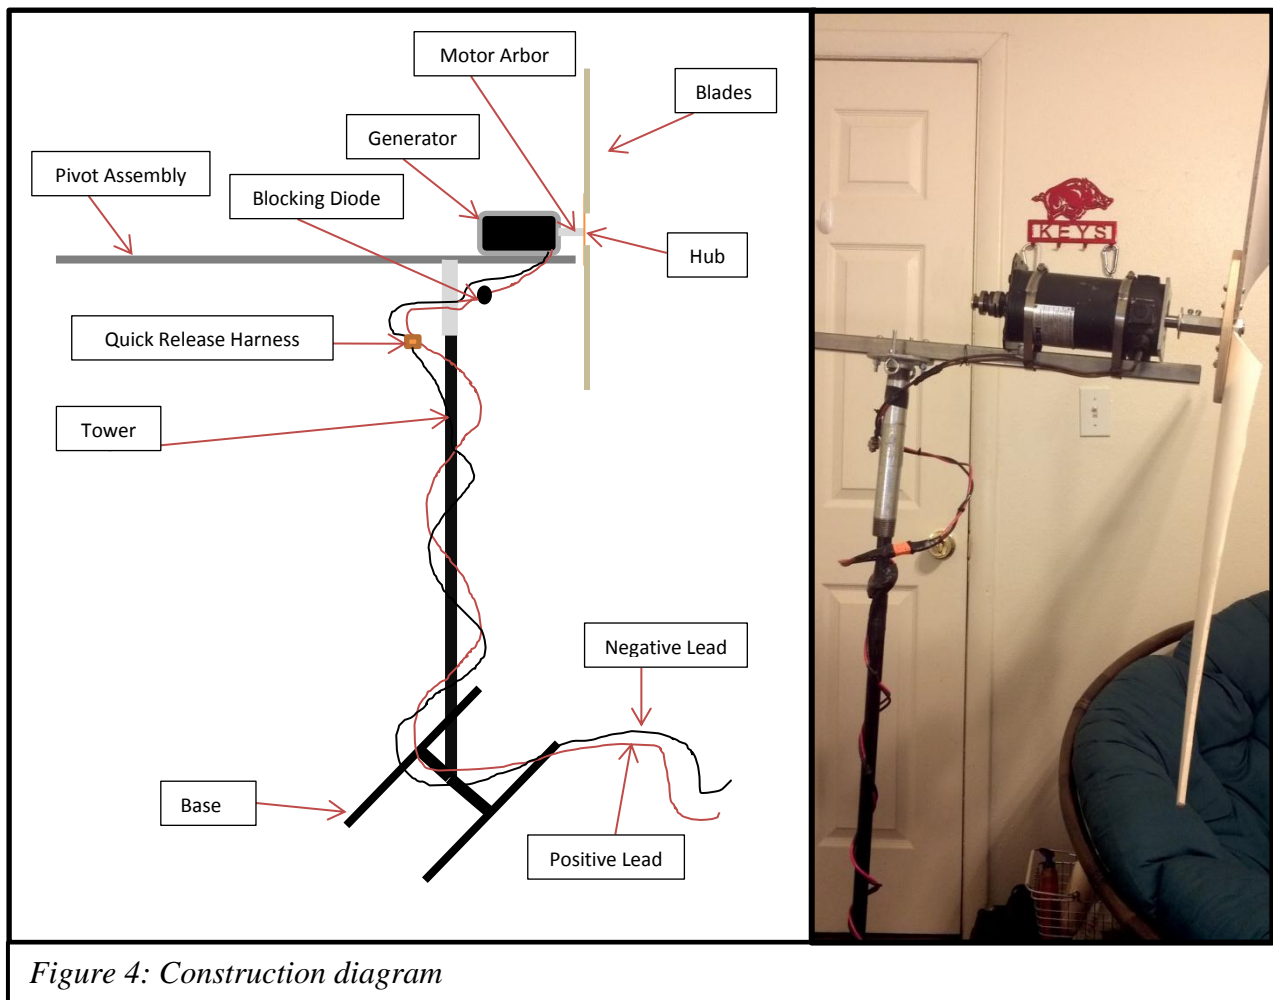 Motor Arbor
Blades
Generator
Pivot Assembly
Blocking Diode
Hub
Quick Release Harness
Tower
Negative Lead
Base
Positive Lead
KEYS
Figure 4: Construction diagram